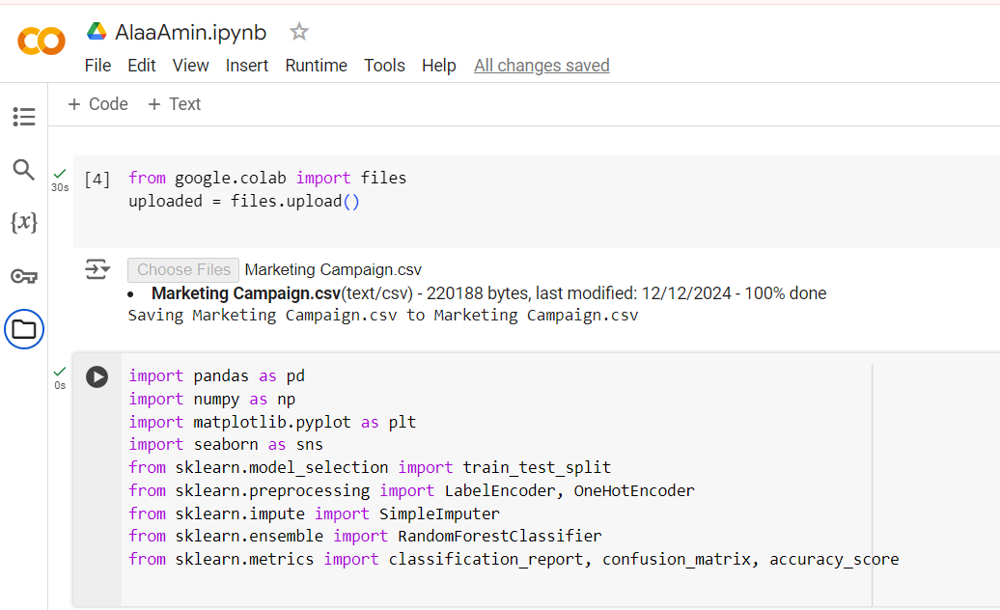 AlaaAmin.ipynb
File Edit View Insert Runtime Tools Help All changes saved
+ Code + Text
{x}
30s
[4] from google.colab import files
uploaded = files.upload()
Choose Files Marketing Campaign.csv
• Marketing Campaign.csv(text/csv) - 220188 bytes, last modified: 12/12/2024 - 100% done
Saving Marketing Campaign.csv to Marketing Campaign.csv
0s
import pandas as pd
import numpy as np
import matplotlib.pyplot as plt
import seaborn as sns
from sklearn.model_selection import train_test_split
from sklearn.preprocessing import LabelEncoder, OneHotEncoder
from sklearn.impute import SimpleImputer
from sklearn.ensemble import RandomForestClassifier
from sklearn.metrics import classification_report, confusion_matrix, accuracy_score